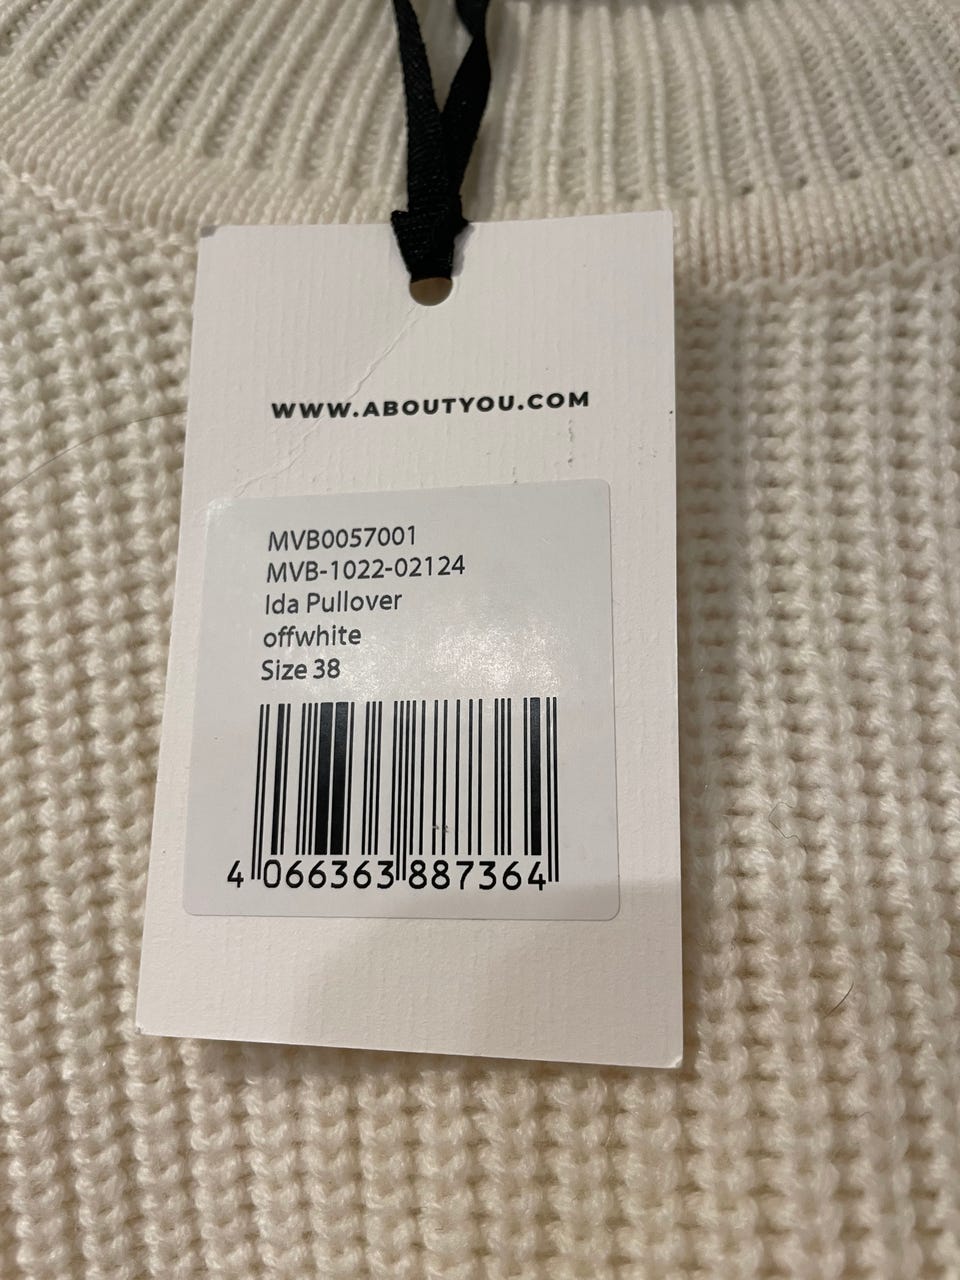 WWW.ABOUTYOU.COM
MVB0057001
MVB-1022-02124
Ida Pullover
offwhite
Size 38
4 066363 887364